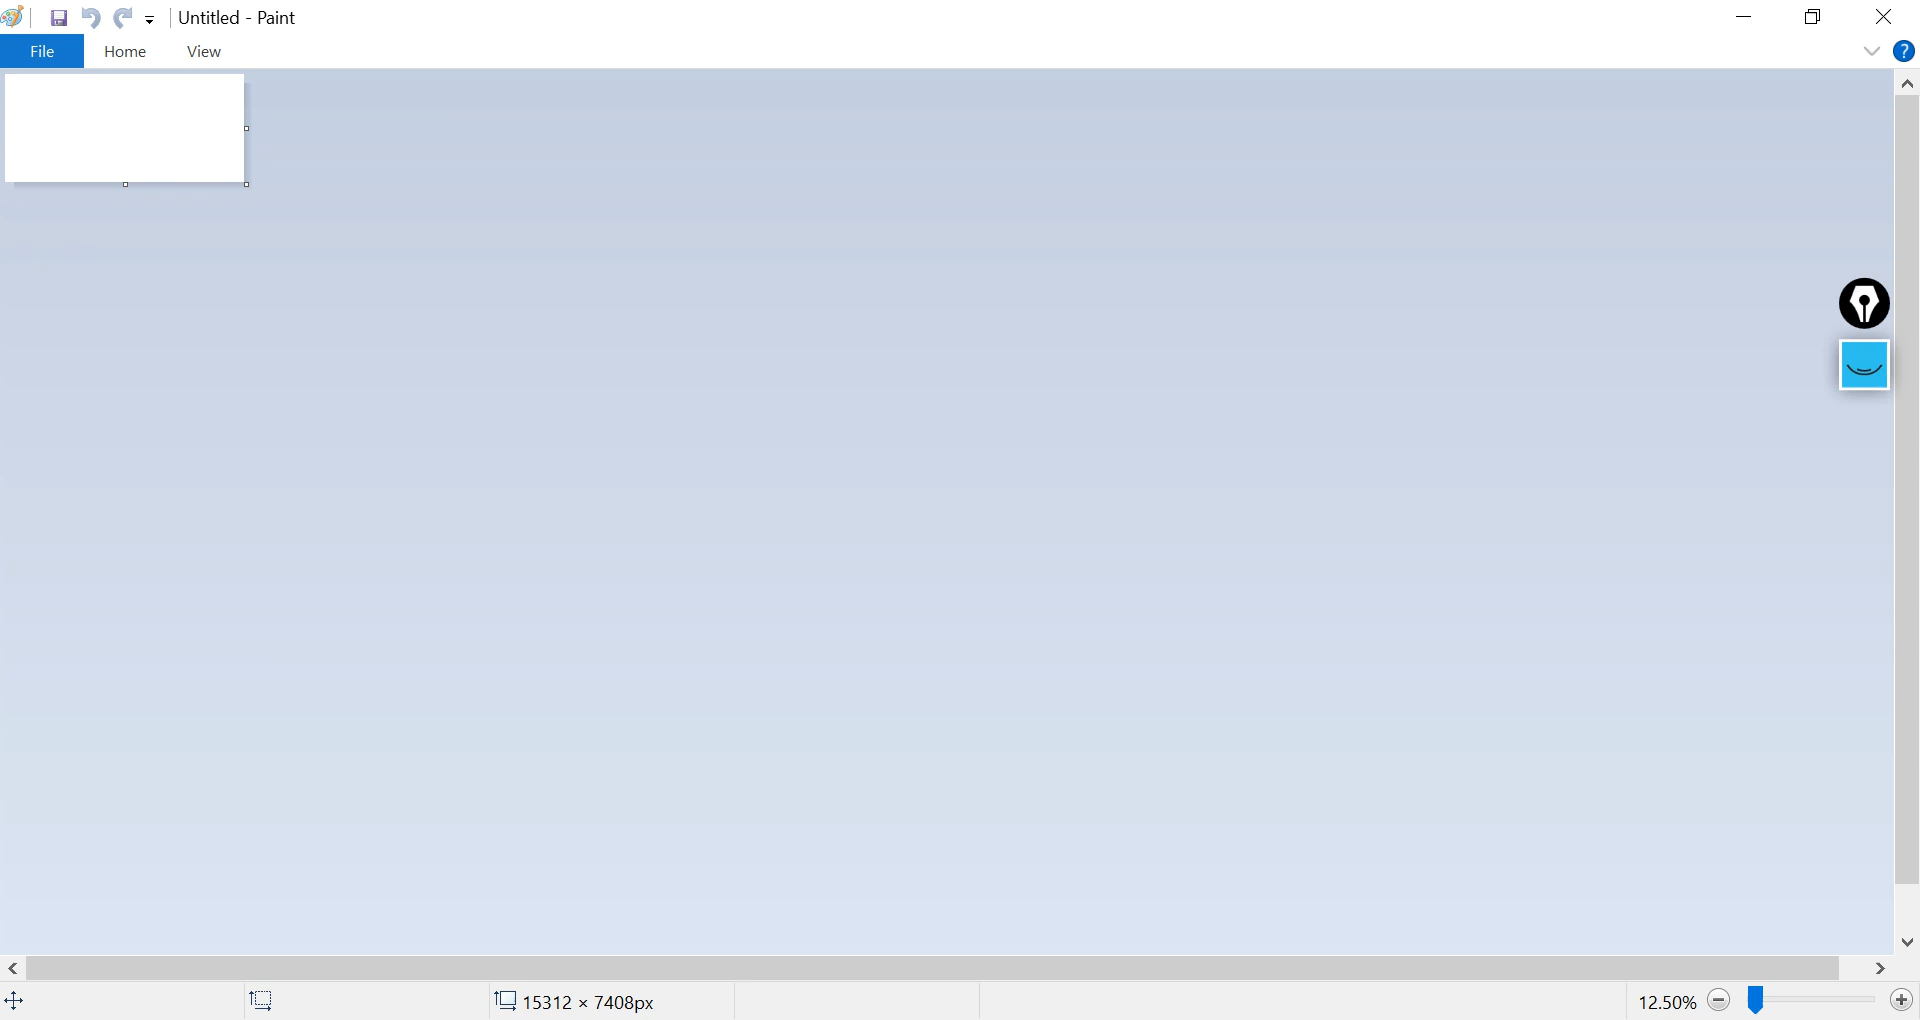 Untitled - Paint
File Home View
?
15312 × 7408px
12.50%